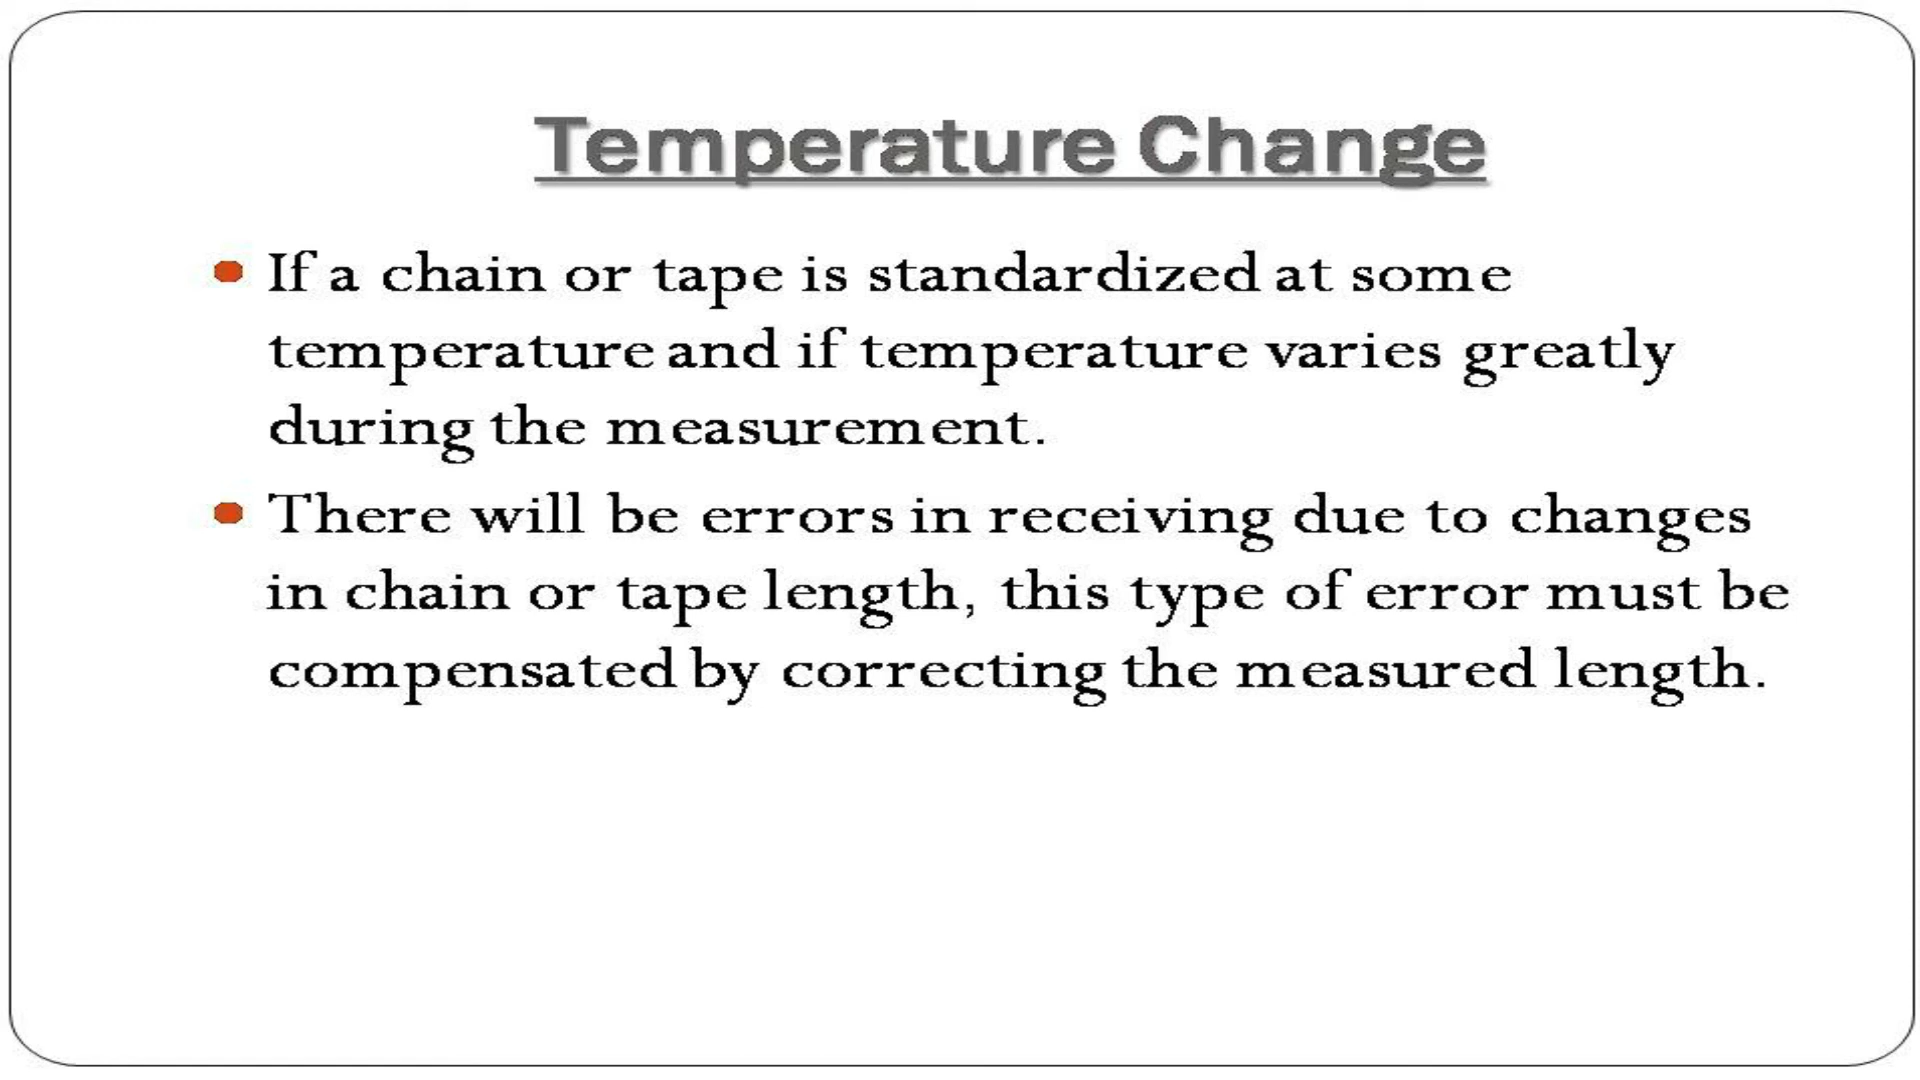 Temperature Change
• If a chain or tape is standardized at some
temperature and if temperature varies greatly
during the measurement.
• There will be errors in receiving due to changes
in chain or tape length, this type of error must be
compensated by correcting the measured length.